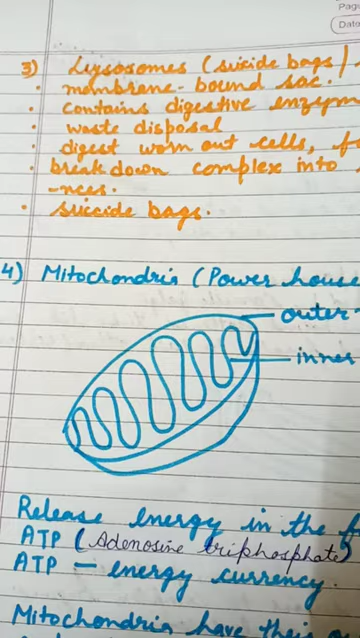 Page
Date
3) Lysosomes (suicide bags)
• membrane-bound sac.
• contains digestive enzym
• waste disposal
• digest worn out cells, f
• break down complex into
-nces.
• suicide bags.
4) Mitochondria (Power house
outer
inner
Release energy in the f
ATP (Adenosine triphosphate)
ATP – energy currency.
Mitochondria have their